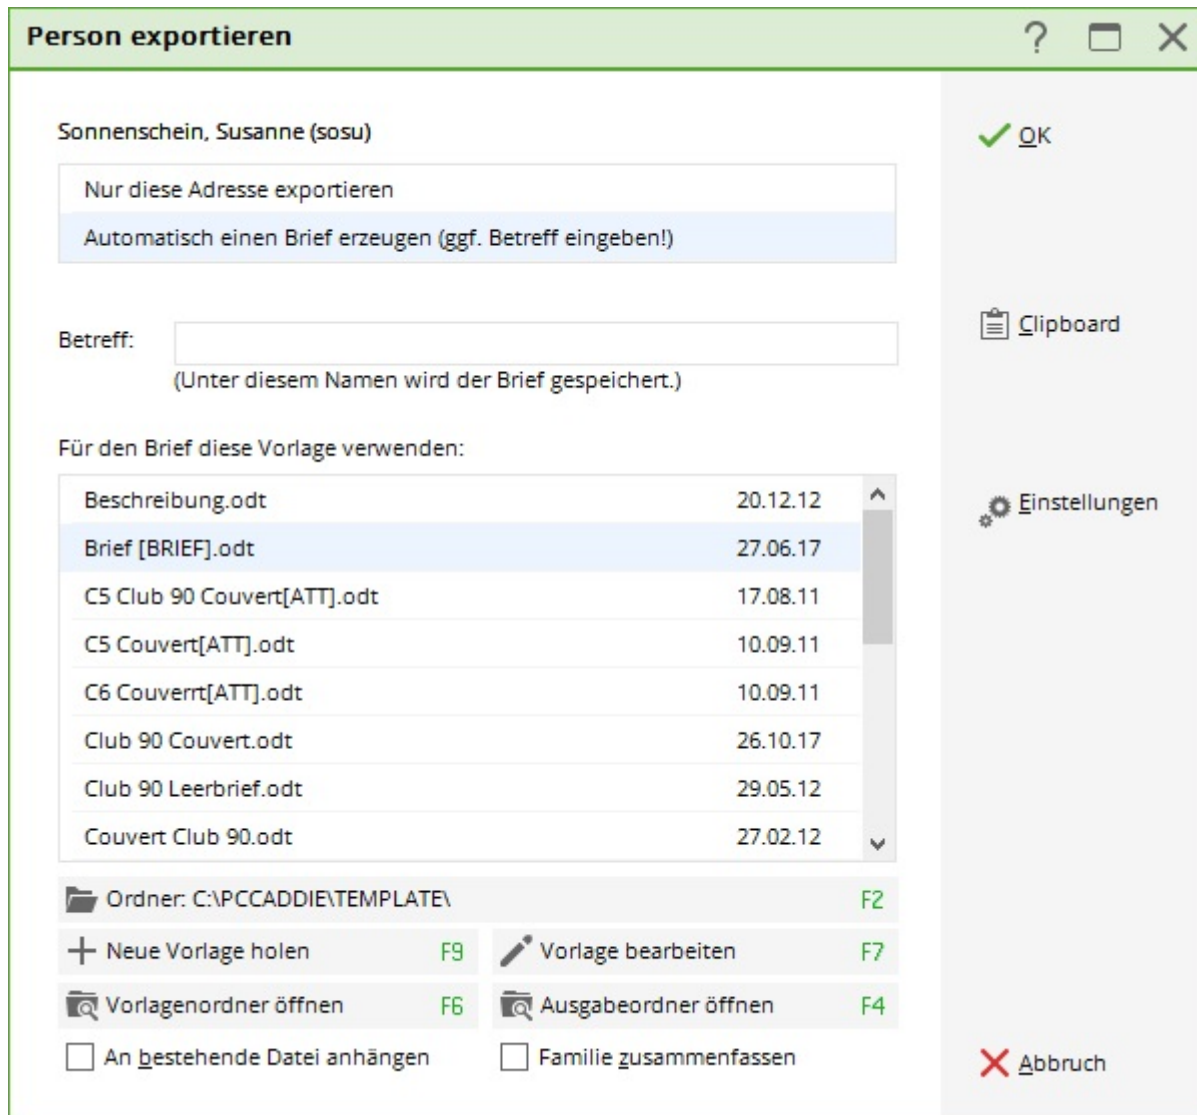 Person exportieren
Sonnenschein, Susanne (sosu)
OK
Nur diese Adresse exportieren
Automatisch einen Brief erzeugen (ggf. Betreff eingeben!)
Clipboard
Betreff:
(Unter diesem Namen wird der Brief gespeichert.)
Für den Brief diese Vorlage verwenden:
Beschreibung.odt 20.12.12
Einstellungen
Brief [BRIEF].odt 27.06.17
C5 Club 90 Couvert[ATT].odt 17.08.11
C5 Couvert[ATT].odt 10.09.11
C6 Couverrt[ATT].odt 10.09.11
Club 90 Couvert.odt 26.10.17
Club 90 Leerbrief.odt 29.05.12
Couvert Club 90.odt 27.02.12
Ordner: C:\PCCADDIE\TEMPLATE\ F2
Neue Vorlage holen F9 Vorlage bearbeiten F7
Vorlagenordner öffnen F6 Ausgabeordner öffnen F4
An bestehende Datei anhängen Familie zusammenfassen
Abbruch